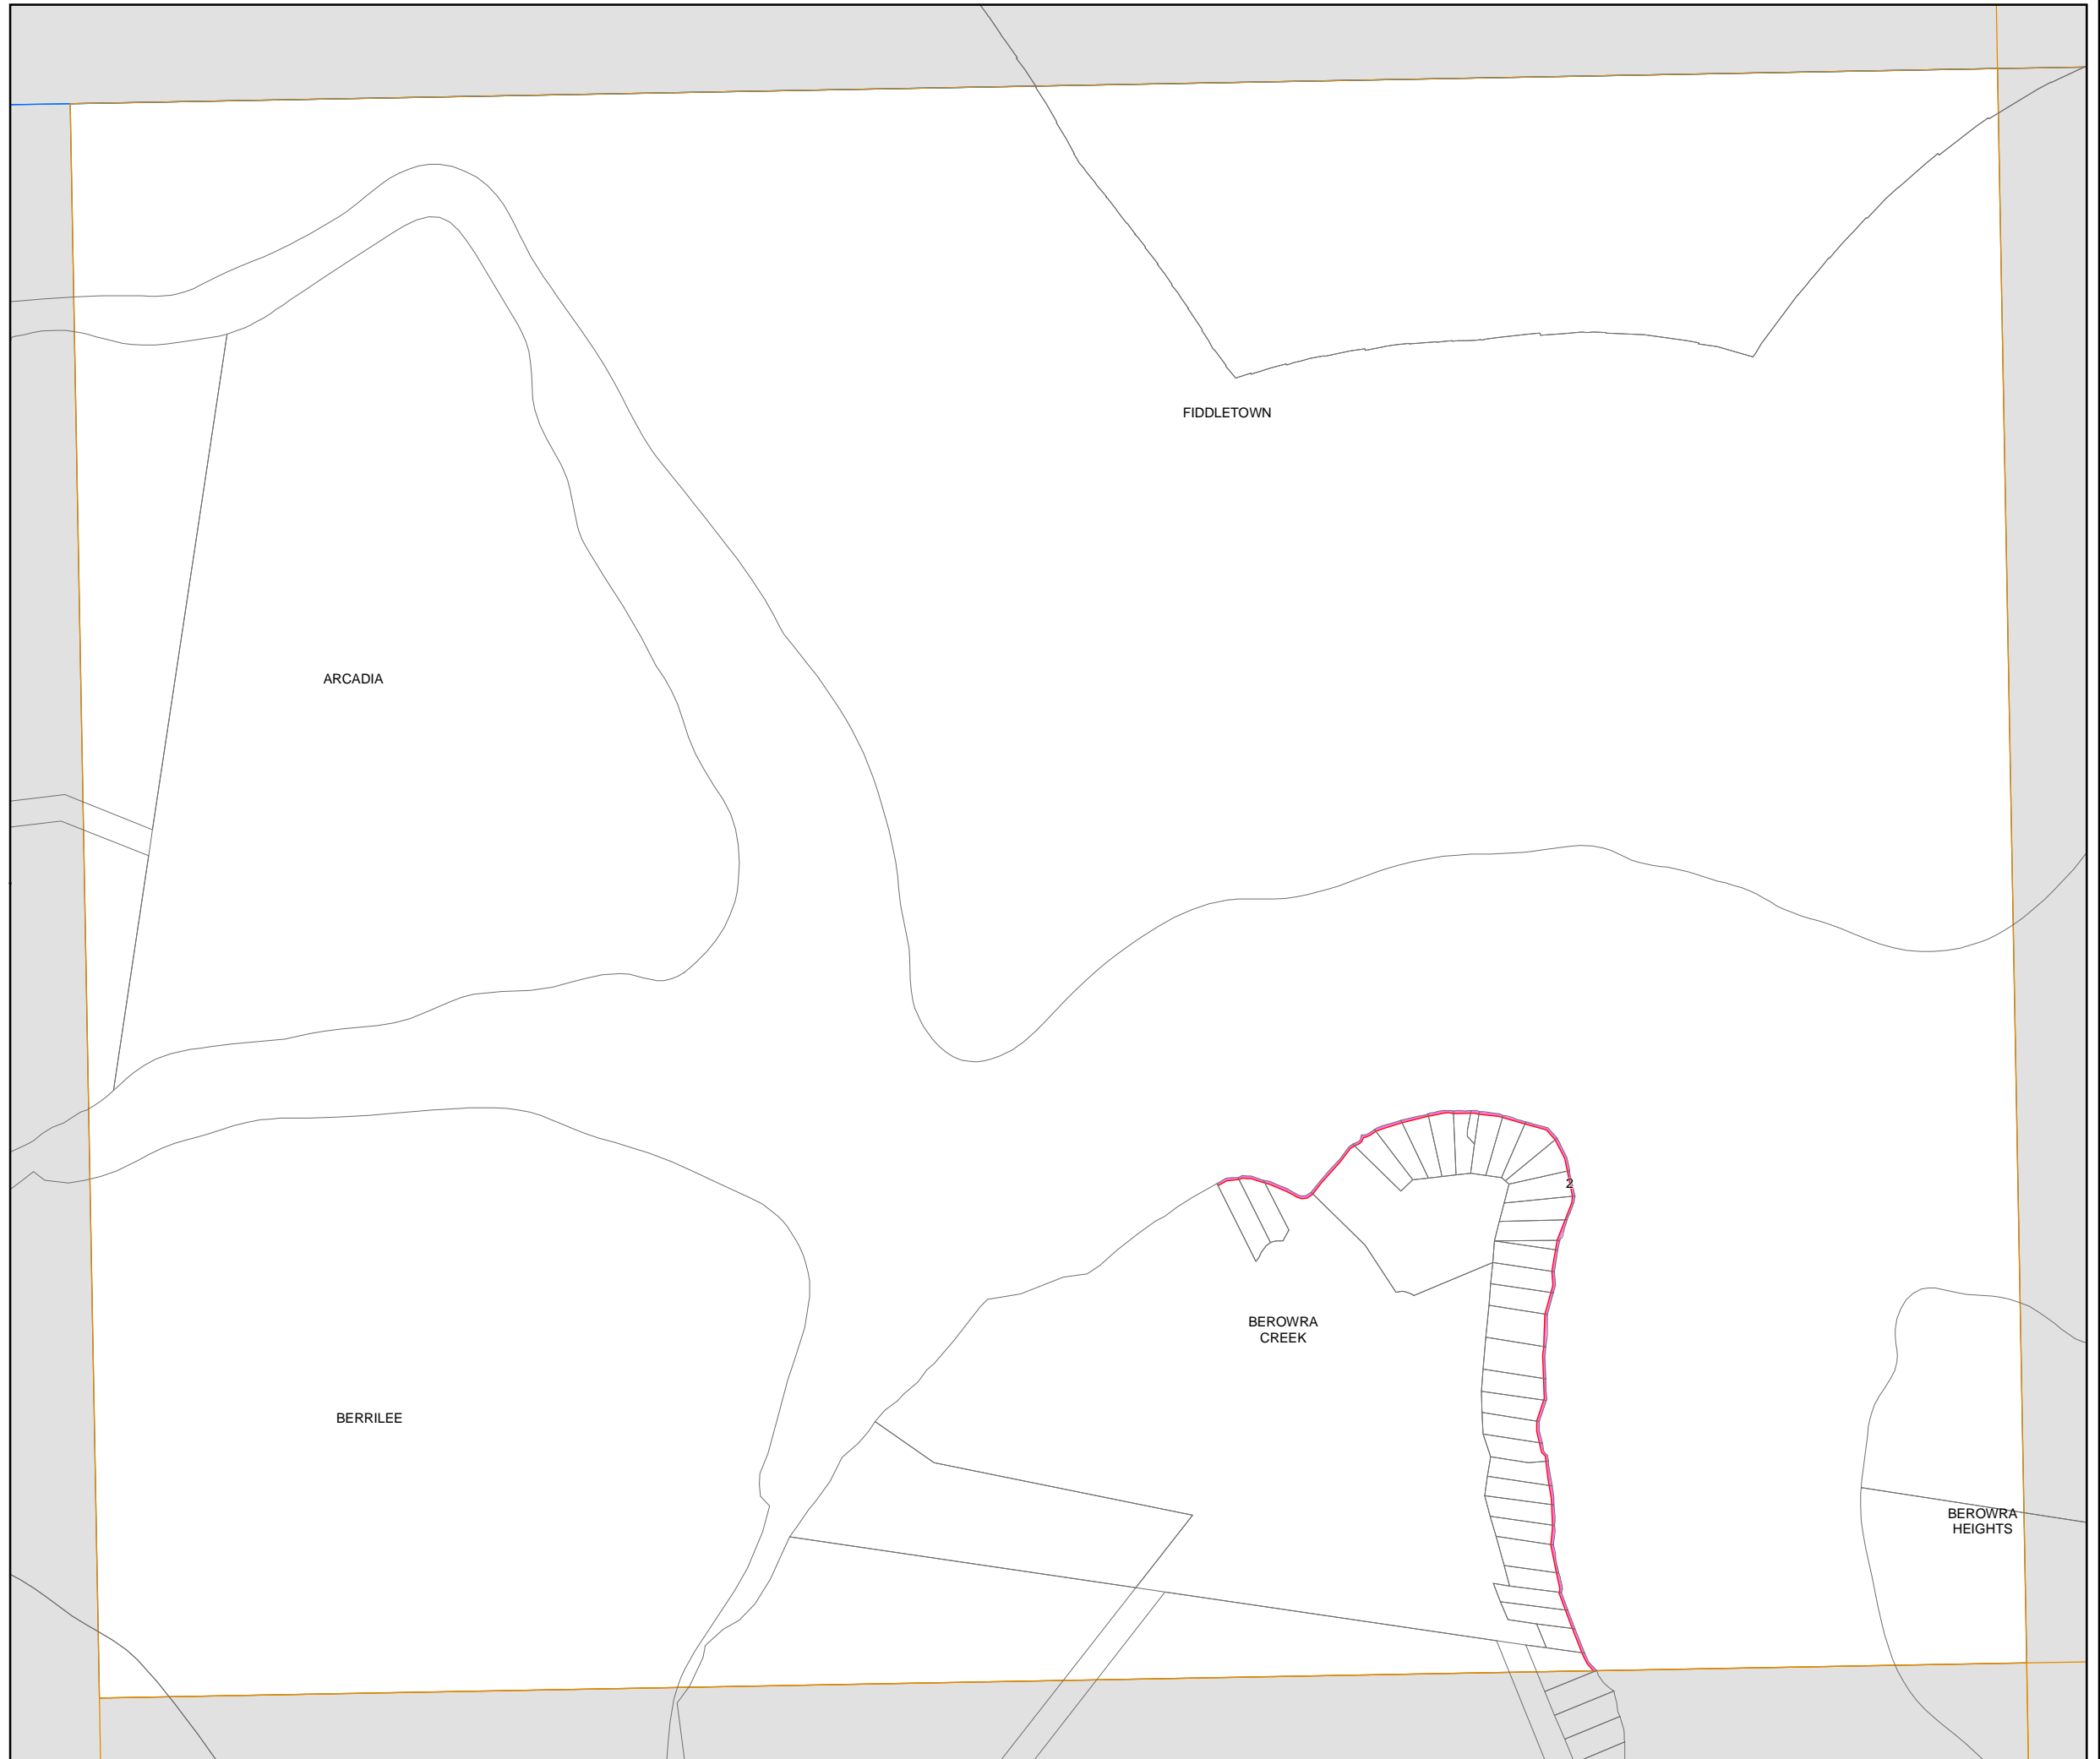 FIDDLETOWN
ARCADIA
2
BEROWRA
CREEK
BERRILEE
BEROWRA
HEIGHTS